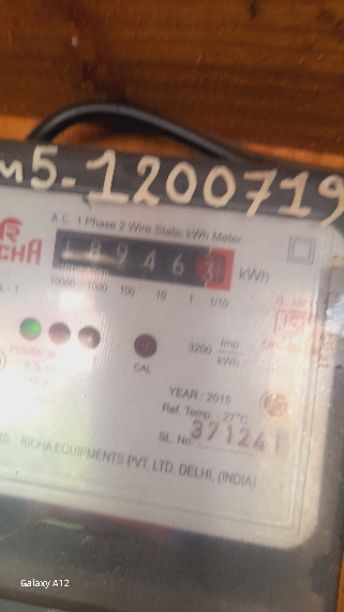 M5-1200719
RICHA
A.C. 1 Phase 2 Wire Static kWh Meter
189463
kWh
10000 1000 100 10 1 1/10
3200 Imp/kWh
CAL
YEAR : 2015
Ref. Temp. : 27°C
SL. No. 371241
RICHA EQUIPMENTS PVT. LTD. DELHI, (INDIA)
Galaxy A12